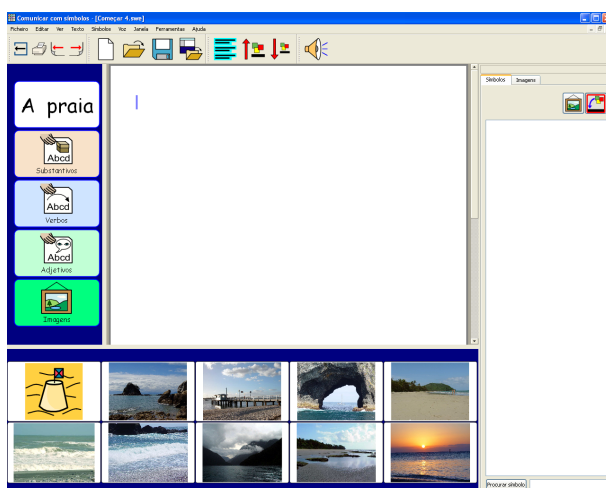 Comunicar com símbolos - [Começar 4.swe]
Ficheiro Editar Ver Texto Símbolos Voz Janela Ferramentas Ajuda
Símbolos Imagens
A praia
Abcd
Substantivos
Abcd
Verbos
Abcd
Adjetivos
Imagens
Procurar símbolo